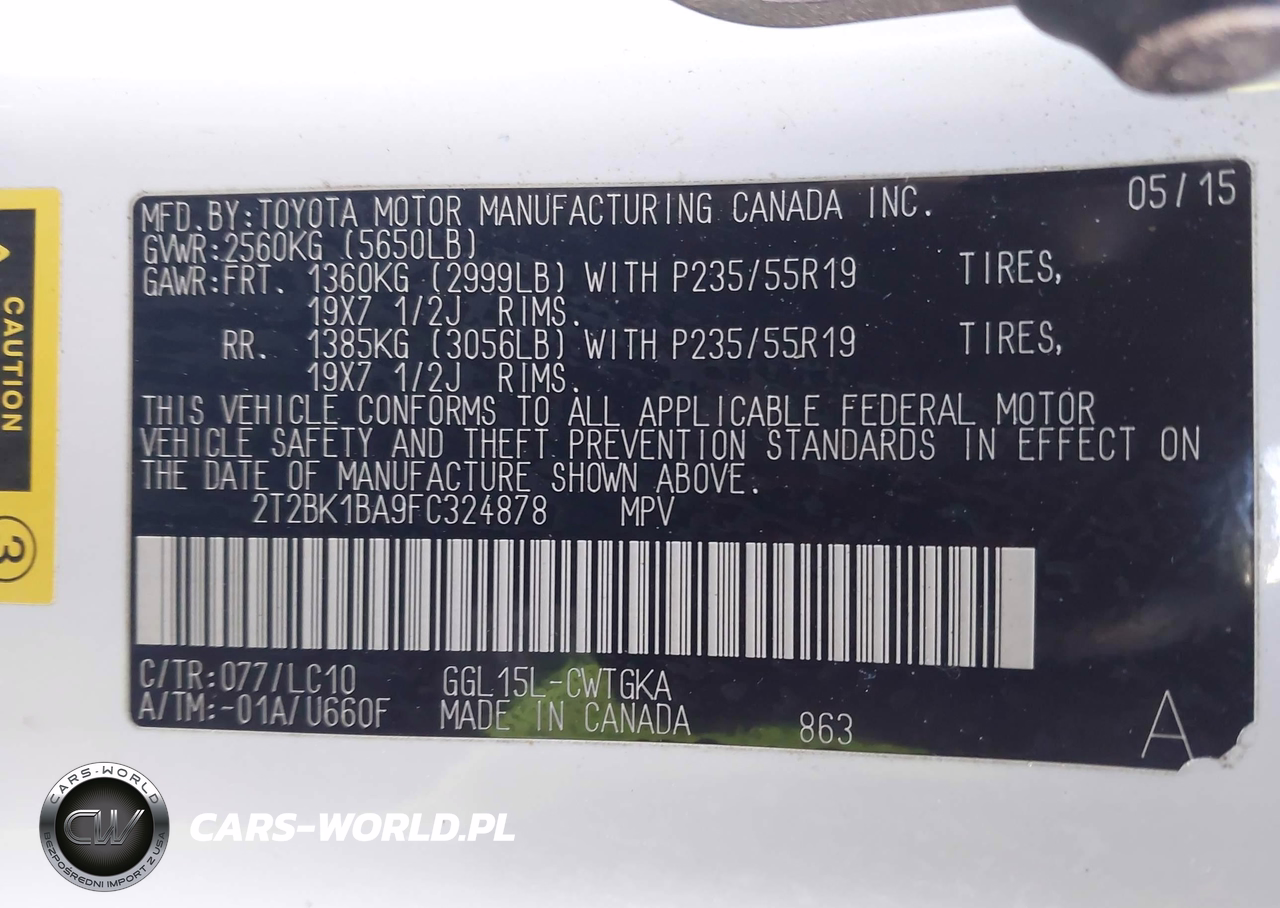 MFD.BY:TOYOTA MOTOR MANUFACTURING CANADA INC. 05/15
GVWR:2560KG (5650LB)
GAWR:FRT. 1360KG (2999LB) WITH P235/55R19 TIRES,
19X7 1/2J RIMS.
RR. 1385KG (3056LB) WITH P235/55R19 TIRES,
19X7 1/2J RIMS.
THIS VEHICLE CONFORMS TO ALL APPLICABLE FEDERAL MOTOR
VEHICLE SAFETY AND THEFT PREVENTION STANDARDS IN EFFECT ON
THE DATE OF MANUFACTURE SHOWN ABOVE.
2T2BK1BA9FC324878 MPV
C/TR:077/LC10 GGL15L-CWTGKA
A/TM:-01A/U660F MADE IN CANADA 863 A
CAUTION
3
CARS-WORLD
CW
BEZPOŚREDNI IMPORT Z USA
CARS-WORLD.PL